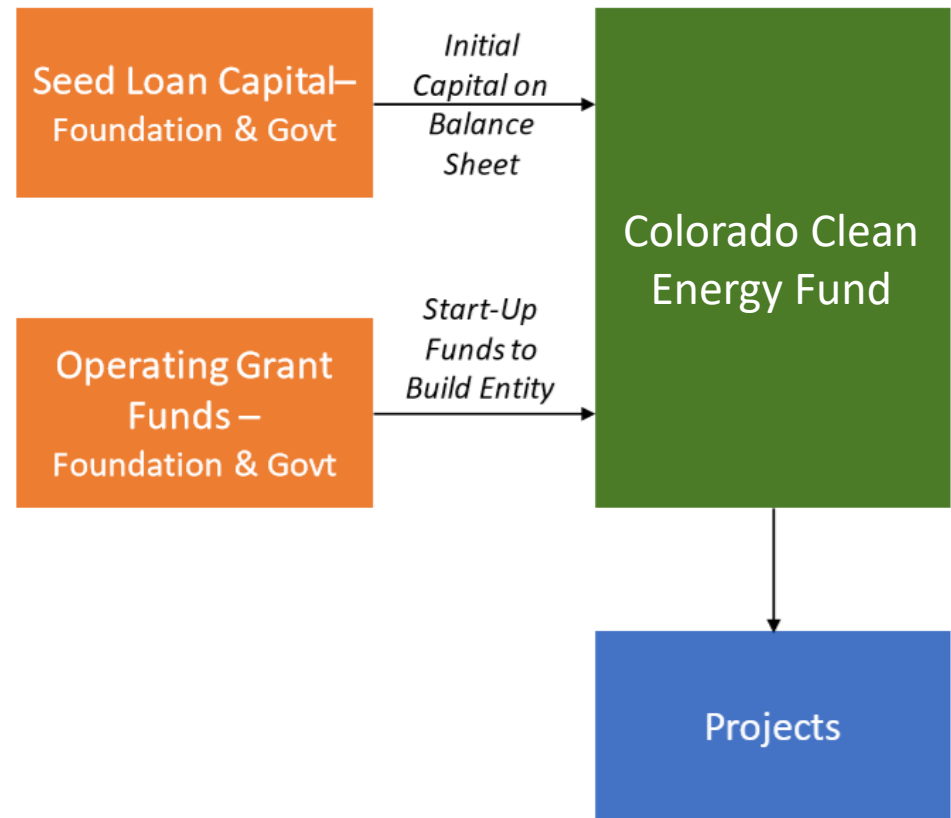 Seed Loan Capital–
Foundation & Govt
Initial
Capital on
Balance
Sheet
Colorado Clean
Energy Fund
Operating Grant
Funds –
Foundation & Govt
Start-Up
Funds to
Build Entity
Projects